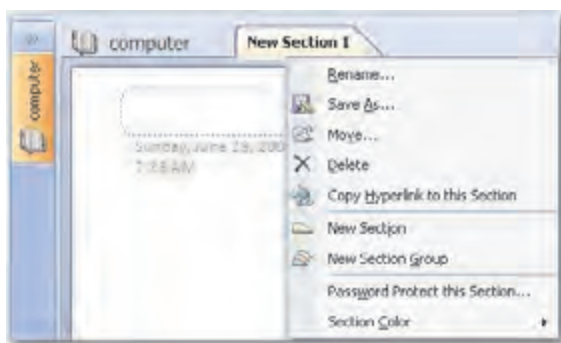 computer
computer
New Section 1
Sunday, June 29, 200
7:28 AM
Rename...
Save As...
Move...
Delete
Copy Hyperlink to this Section
New Section
New Section Group
Password Protect this Section...
Section Color